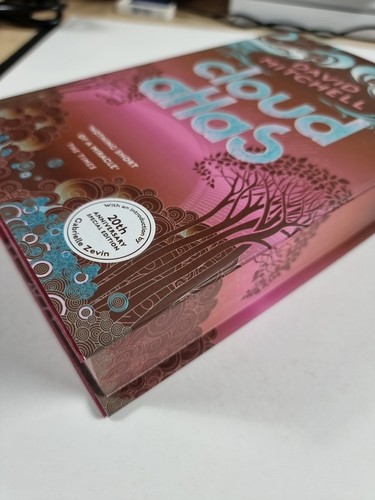 DAVID
MITCHELL
cloud
atlas
"NOTHING SHORT
OF A MIRACLE"
THE TIMES
With an introduction by
20th
ANNIVERSARY
SPECIAL EDITION
Gabrielle Zevin